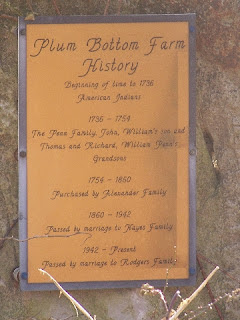 Plum Bottom Farm
History
Beginning of time to 1736
American Indians
1736 - 1754
The Penn Family, John, William's son and
Thomas and Richard, William Penn's
Grandsons
1754 - 1860
Purchased by Alexander Family
1860 - 1942
Passed by marriage to Hayes Family
1942 - Present
Passed by marriage to Rodgers Family